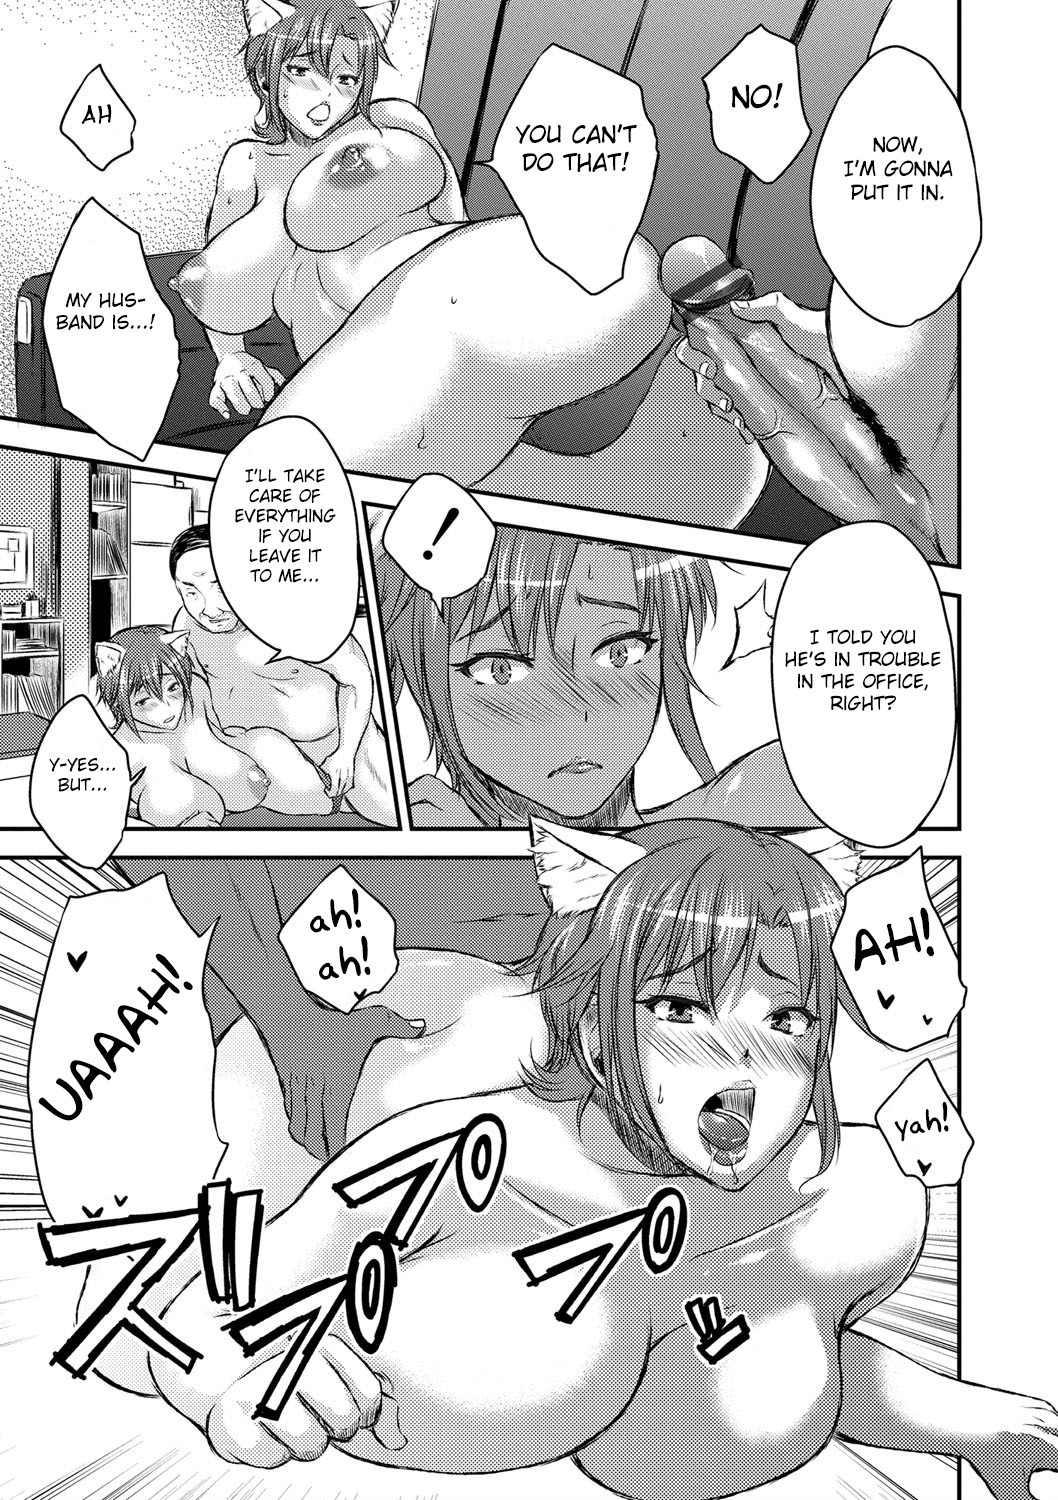 NOW,
I'M GONNA
PUT IT IN.
NO!
YOU CAN'T
DO THAT!
AH
MY HUS-
BAND IS...!
I TOLD YOU
HE'S IN TROUBLE
IN THE OFFICE,
RIGHT?
!
I'LL TAKE
CARE OF
EVERYTHING
IF YOU
LEAVE IT
TO ME...
Y-YES...
BUT...
AH!
yah!
ah!
ah!
UAAAH!
ズプププ…